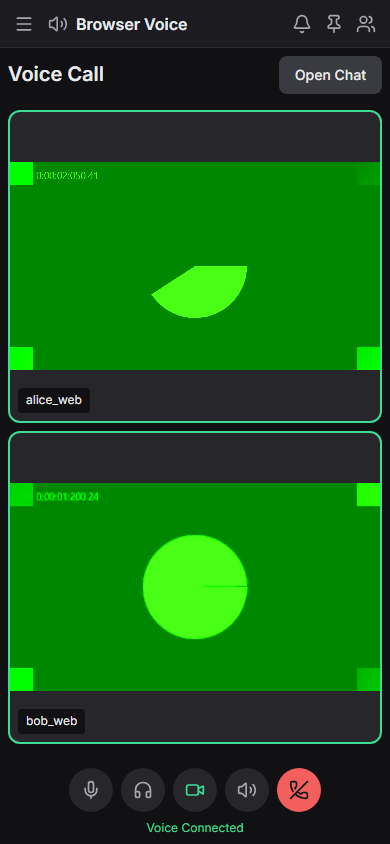 Browser Voice
Voice Call
Open Chat
0:00:02:050 41
alice_web
0:00:01:200 24
bob_web
Voice Connected